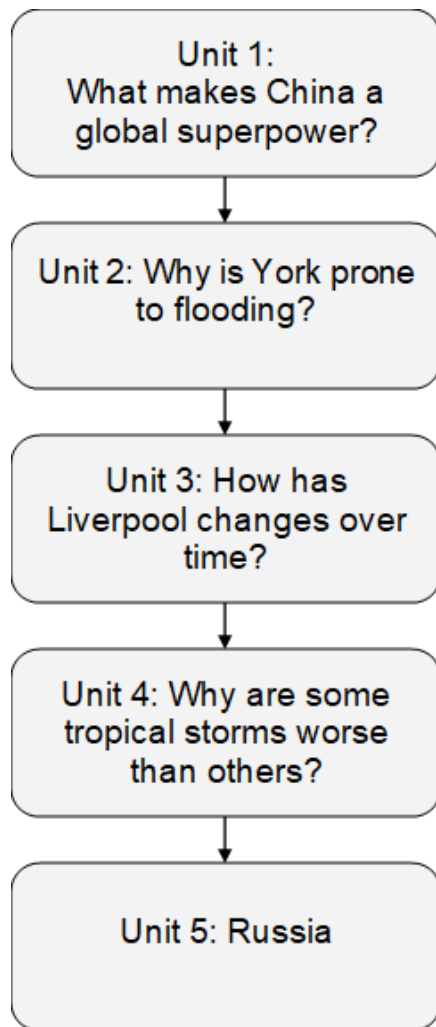 Unit 1:
What makes China a
global superpower?
Unit 2: Why is York prone
to flooding?
Unit 3: How has
Liverpool changes over
time?
Unit 4: Why are some
tropical storms worse
than others?
Unit 5: Russia